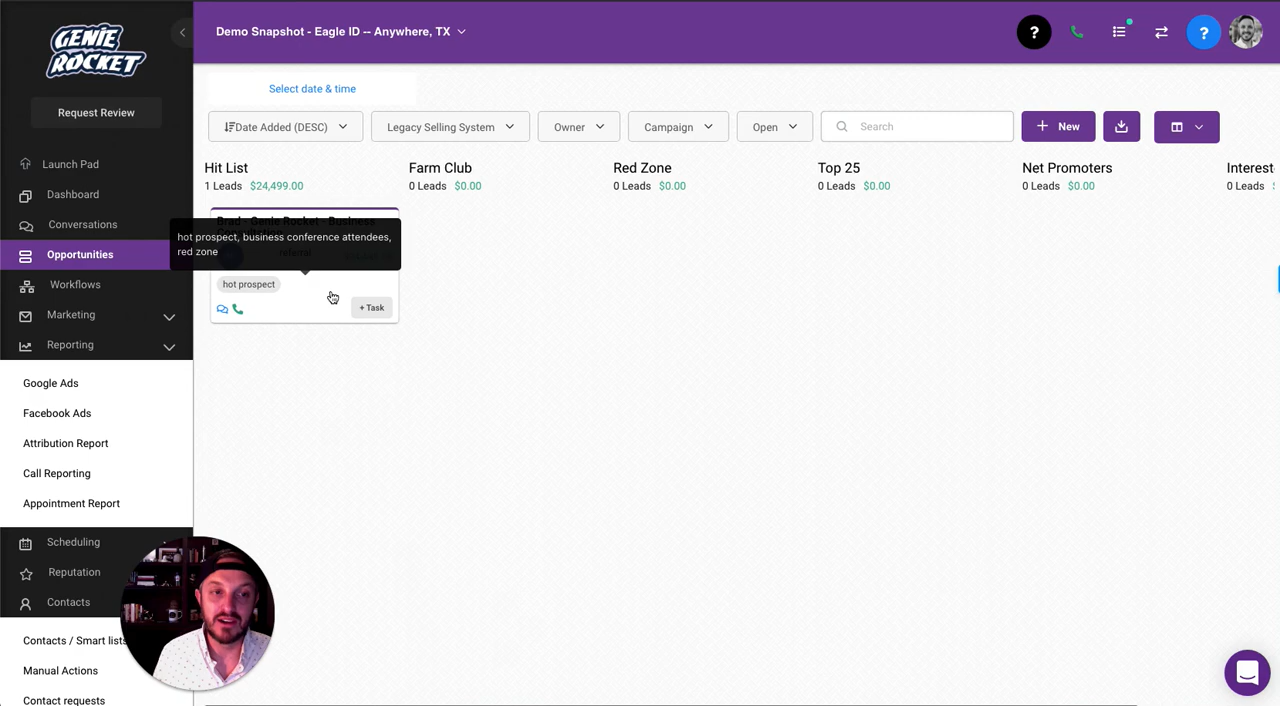 GENIE
ROCKET
Request Review
Launch Pad
Dashboard
Conversations
Opportunities
Workflows
Marketing
Reporting
Google Ads
Facebook Ads
Attribution Report
Call Reporting
Appointment Report
Scheduling
Reputation
Contacts
Contacts / Smart lists
Manual Actions
Contact requests
Demo Snapshot - Eagle ID -- Anywhere, TX
?
?
Select date & time
Date Added (DESC)
Legacy Selling System
Owner
Campaign
Open
Search
New
Hit List
1 Leads $24,499.00
Farm Club
0 Leads $0.00
Red Zone
0 Leads $0.00
Top 25
0 Leads $0.00
Net Promoters
0 Leads $0.00
Interest
0 Leads
Brad - Genie Rocket - Business
hot prospect, business conference attendees,
red zone
referral
hot prospect
+ Task